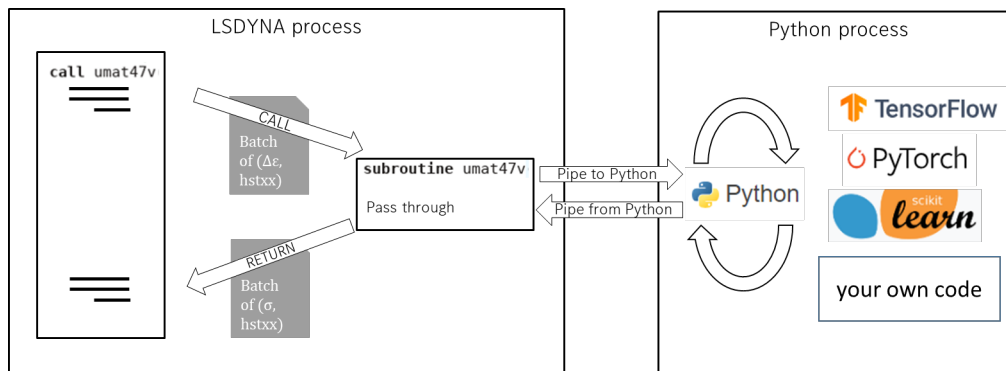 LSDYNA process
call umat47v
CALL
Batch
of (Δε,
hstxx)
subroutine umat47v
Pass through
RETURN
Batch
of (σ,
hstxx)
Pipe to Python
Pipe from Python
Python process
Python
TensorFlow
PyTorch
scikit
learn
your own code